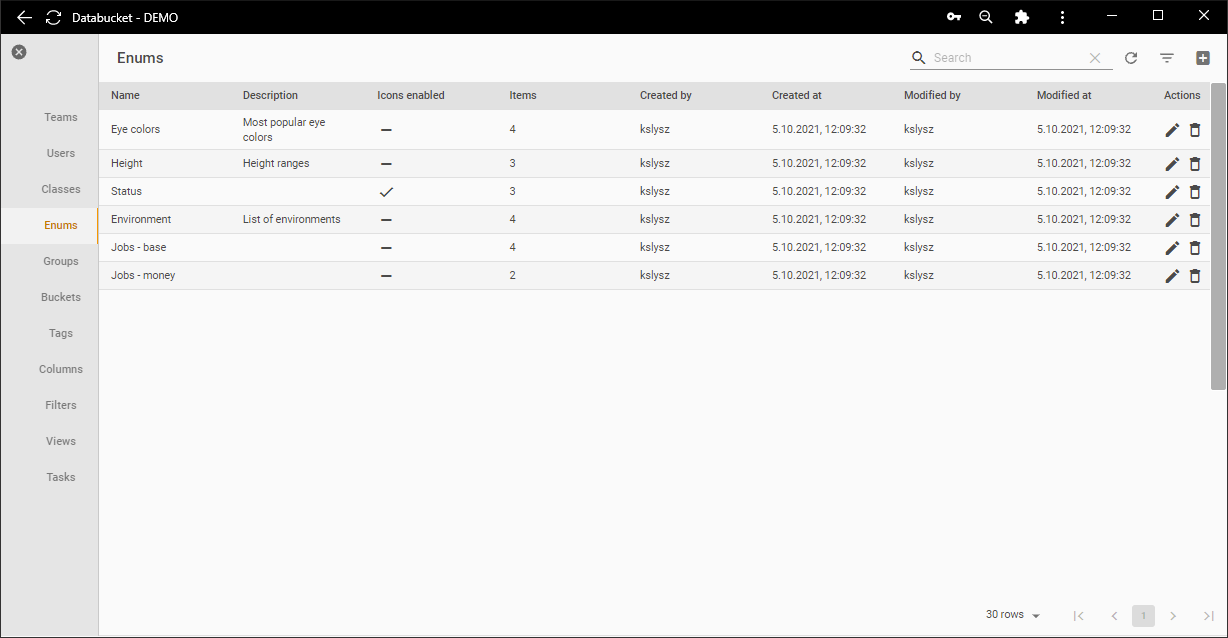 Databucket - DEMO
Enums
Search
Teams
Users
Classes
Enums
Groups
Buckets
Tags
Columns
Filters
Views
Tasks
Name Description Icons enabled Items Created by Created at Modified by Modified at Actions
Eye colors Most popular eye colors 4 kslysz 5.10.2021, 12:09:32 kslysz 5.10.2021, 12:09:32
Height Height ranges 3 kslysz 5.10.2021, 12:09:32 kslysz 5.10.2021, 12:09:32
Status 3 kslysz 5.10.2021, 12:09:32 kslysz 5.10.2021, 12:09:32
Environment List of environments 4 kslysz 5.10.2021, 12:09:32 kslysz 5.10.2021, 12:09:32
Jobs - base 4 kslysz 5.10.2021, 12:09:32 kslysz 5.10.2021, 12:09:32
Jobs - money 2 kslysz 5.10.2021, 12:09:32 kslysz 5.10.2021, 12:09:32
30 rows 1